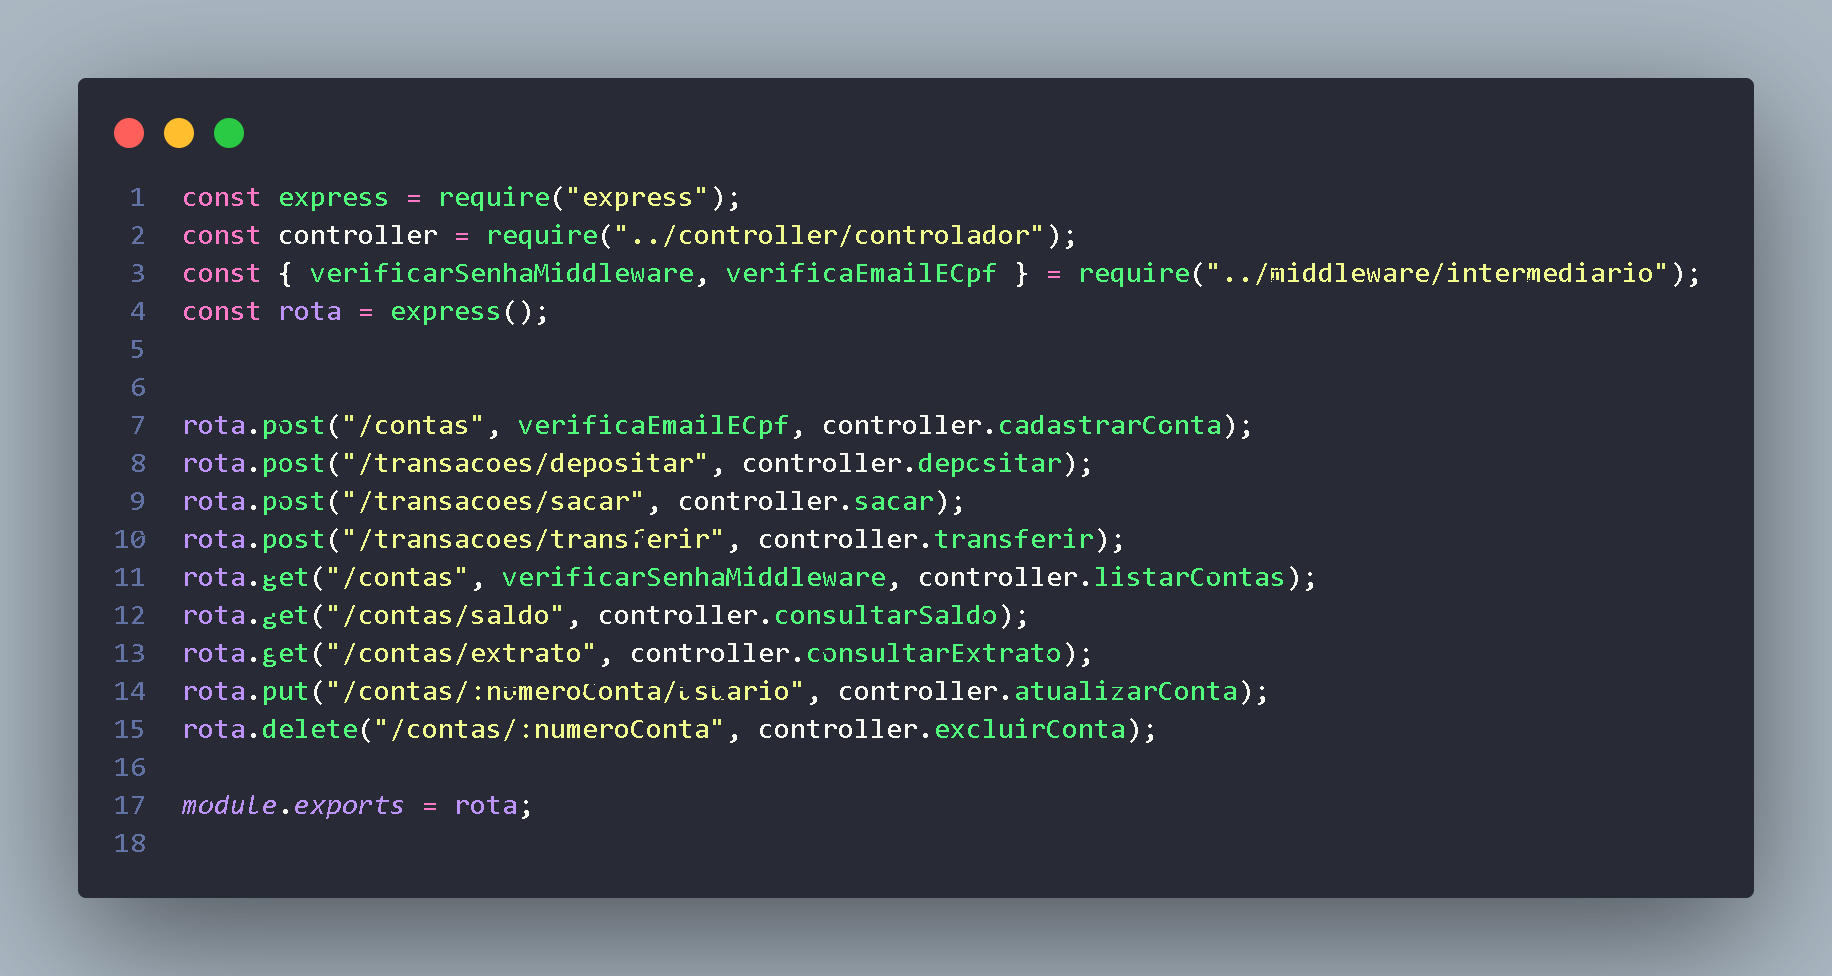 1 const express = require("express");
2 const controller = require("../controller/controlador");
3 const { verificarSenhaMiddleware, verificaEmailECpf } = require("../middleware/intermediario");
4 const rota = express();
5
6
7 rota.post("/contas", verificaEmailECpf, controller.cadastrarConta);
8 rota.post("/transacoes/depositar", controller.depositar);
9 rota.post("/transacoes/sacar", controller.sacar);
10 rota.post("/transacoes/transferir", controller.transferir);
11 rota.get("/contas", verificarSenhaMiddleware, controller.listarContas);
12 rota.get("/contas/saldo", controller.consultarSaldo);
13 rota.get("/contas/extrato", controller.consultarExtrato);
14 rota.put("/contas/:numeroConta/usuario", controller.atualizarConta);
15 rota.delete("/contas/:numeroConta", controller.excluirConta);
16
17 module.exports = rota;
18